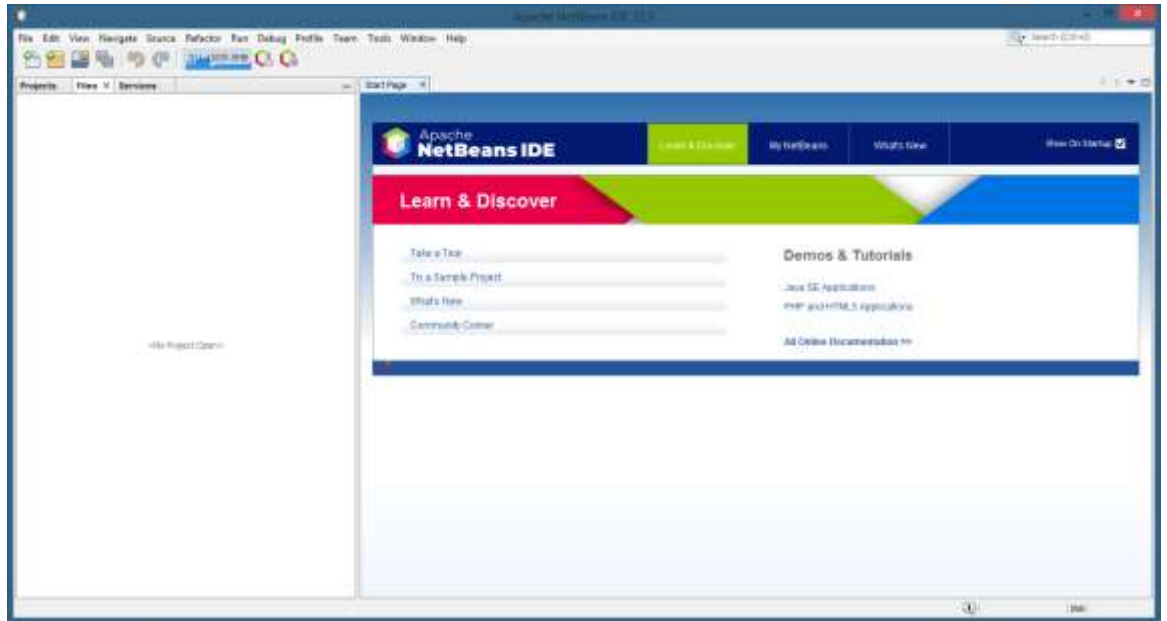 Apache NetBeans IDE
File Edit View Navigate Source Refactor Run Debug Profile Team Tools Window Help
Search (Ctrl+I)
Projects Files Services
Start Page
Apache
NetBeans IDE
Learn & Discover
My NetBeans
What's New
Show On Startup
Learn & Discover
Take a Tour
Try a Sample Project
What's New
Community Corner
Demos & Tutorials
Java SE Applications
PHP and HTML5 Applications
All Online Documentation >>
<No Project Open>
INS